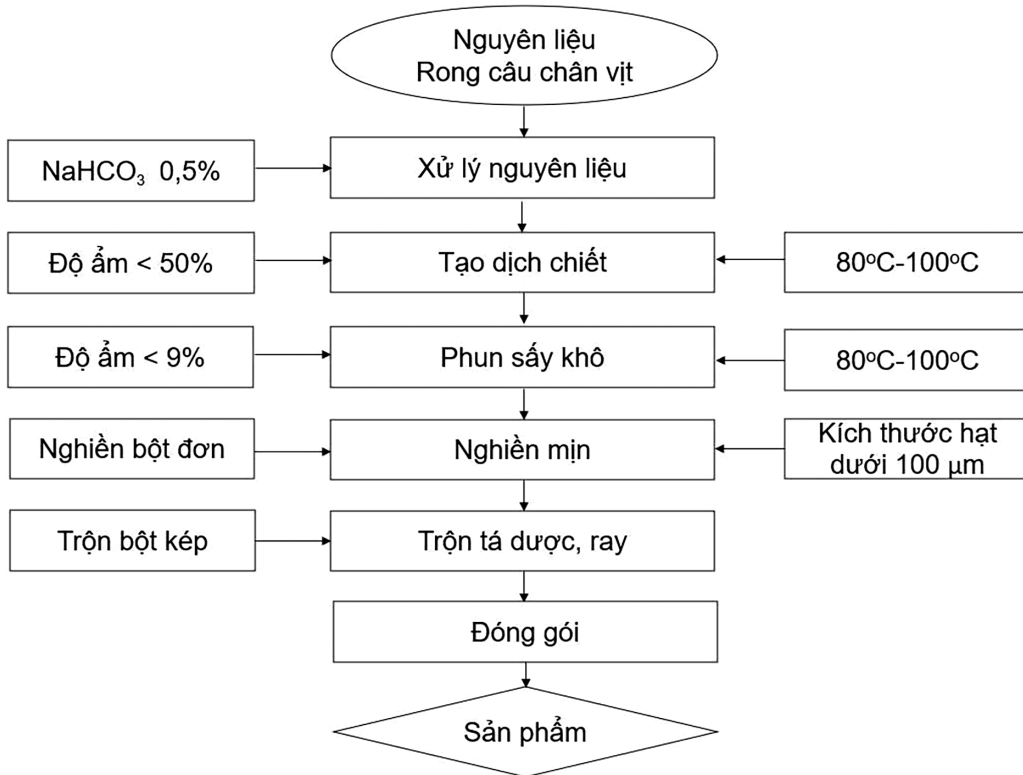 Nguyên liệu
Rong câu chân vịt
NaHCO₃ 0,5%
Xử lý nguyên liệu
Độ ẩm < 50%
Tạo dịch chiết
80ºC-100ºC
Độ ẩm < 9%
Phun sấy khô
80ºC-100ºC
Nghiền bột đơn
Nghiền mịn
Kích thước hạt
dưới 100 μm
Trộn bột kép
Trộn tá dược, ray
Đóng gói
Sản phẩm